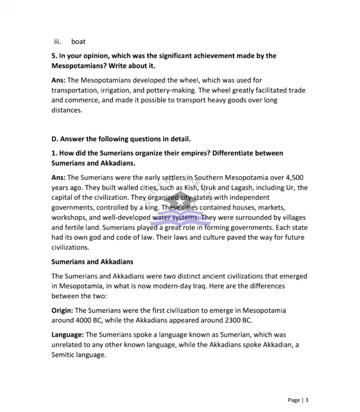 iii. boat
5. In your opinion, which was the significant achievement made by the
Mesopotamians? Write about it.
Ans: The Mesopotamians developed the wheel, which was used for
transportation, irrigation, and pottery-making. The wheel greatly facilitated trade
and commerce, and made it possible to transport heavy goods over long
distances.
D. Answer the following questions in detail.
1. How did the Sumerians organize their empires? Differentiate between
Sumerians and Akkadians.
Ans: The Sumerians were the early settlers in Southern Mesopotamia over 4,500
years ago. They built walled cities, such as Kish, Uruk and Lagash, including Ur, the
capital of the civilization. They organized city-states with independent
governments, controlled by a king. These cities contained houses, markets,
workshops, and well-developed water systems. They were surrounded by villages
and fertile land. Sumerians played a great role in forming governments. Each state
had its own god and code of law. Their laws and culture paved the way for future
civilizations.
Sumerians and Akkadians
The Sumerians and Akkadians were two distinct ancient civilizations that emerged
in Mesopotamia, in what is now modern-day Iraq. Here are the differences
between the two:
Origin: The Sumerians were the first civilization to emerge in Mesopotamia
around 4000 BC, while the Akkadians appeared around 2300 BC.
Language: The Sumerians spoke a language known as Sumerian, which was
unrelated to any other known language, while the Akkadians spoke Akkadian, a
Semitic language.
Page | 3